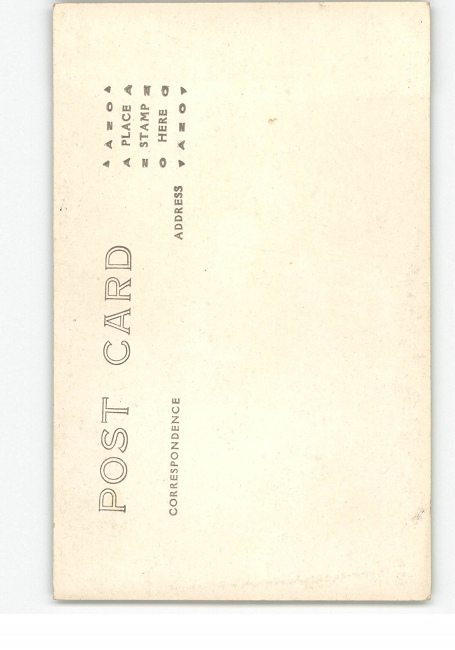 POST CARD
CORRESPONDENCE
ADDRESS
▲ A Z O ▲
A PLACE A
Z STAMP Z
O HERE O
▼ A Z O ▼